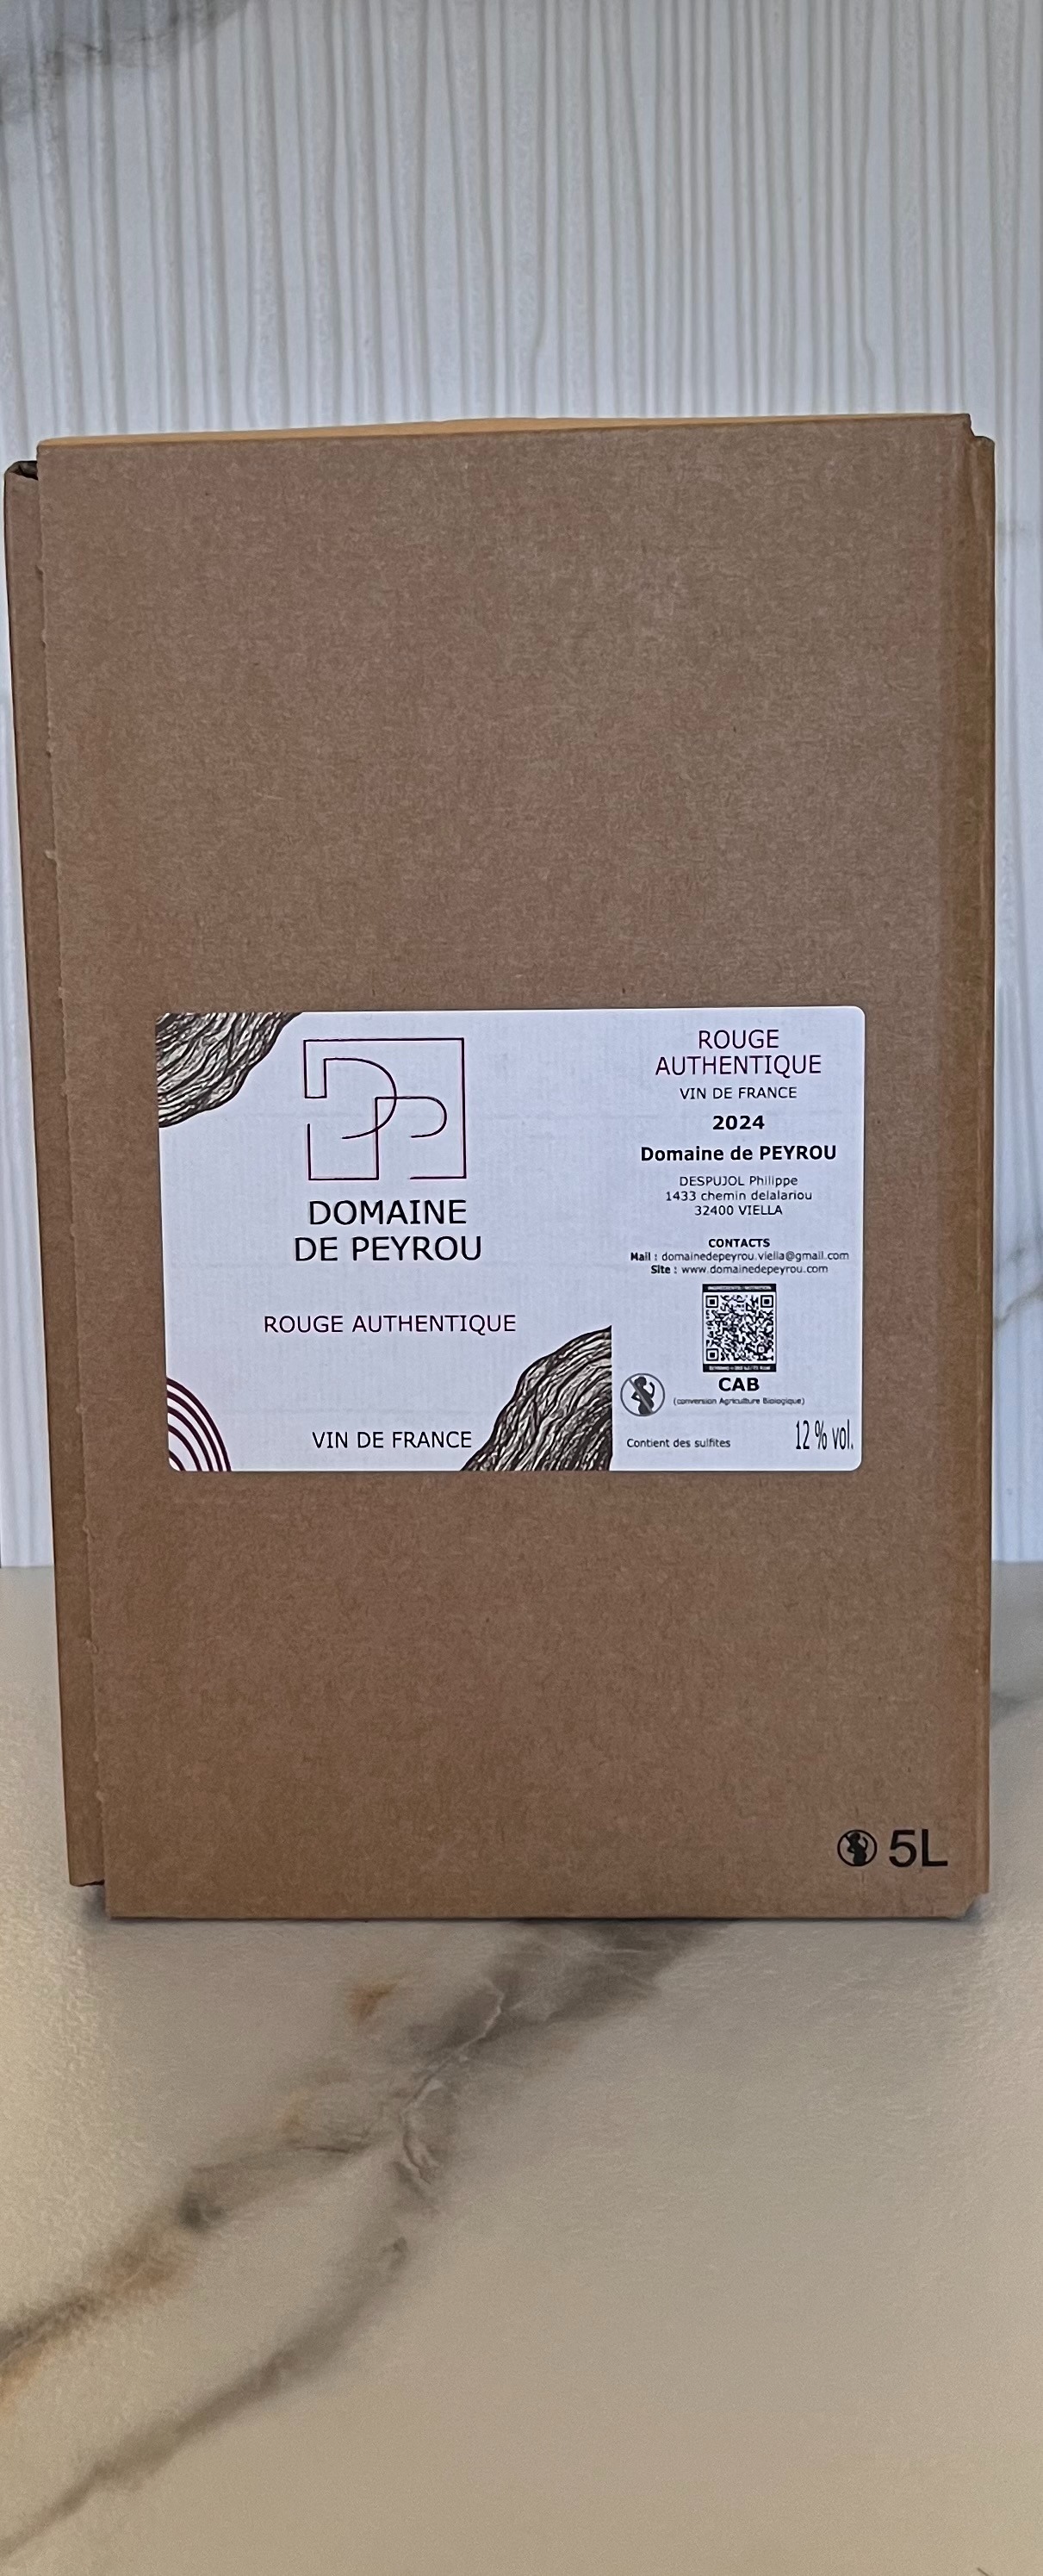 DOMAINE
DE PEYROU
ROUGE AUTHENTIQUE
VIN DE FRANCE
ROUGE
AUTHENTIQUE
VIN DE FRANCE
2024
Domaine de PEYROU
DESPUJOL Philippe
1433 chemin delalariou
32400 VIELLA
CONTACTS
Mail : domainedepeyrou.viella@gmail.com
Site : www.domainedepeyrou.com
INGREDIENTS / NUTRITION
CAB
(conversion Agriculture Biologique)
Contient des sulfites
12 % vol.
5L